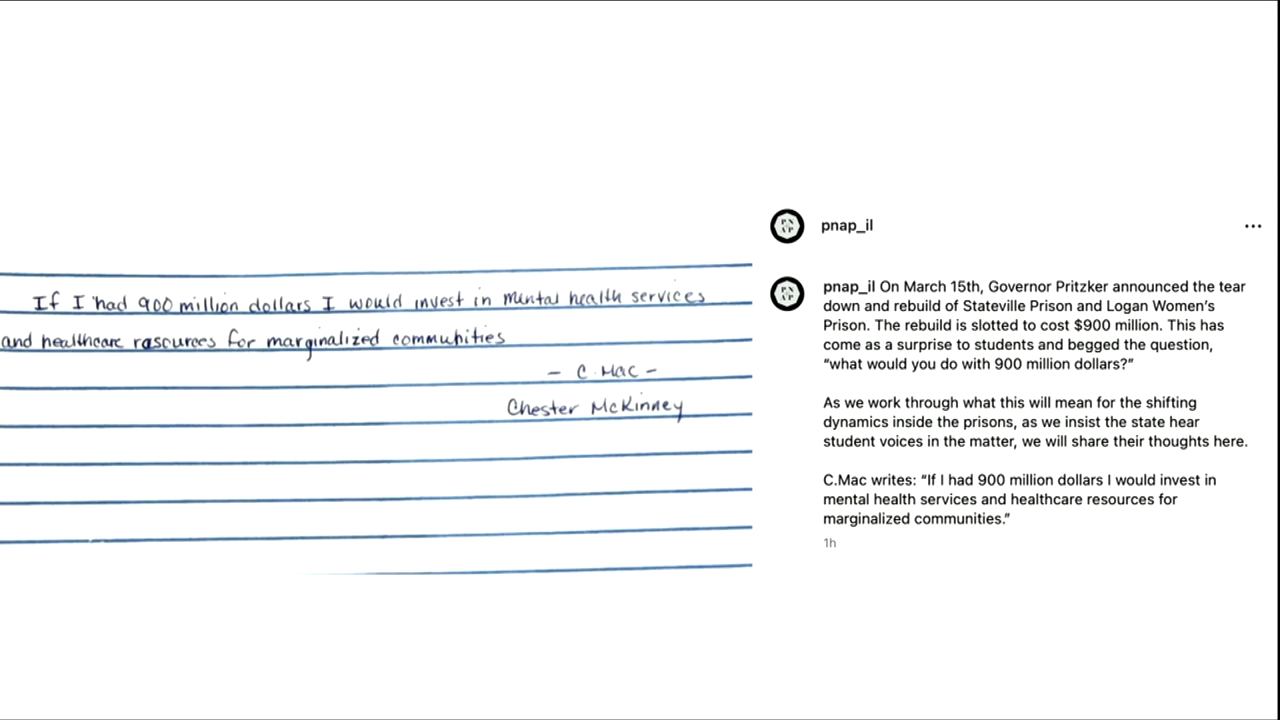 If I had 900 million dollars I would invest in mental health services
and healthcare rascurces for marginalized communities
- C.Mac -
Chester McKinney
pnap_il
pnap_il On March 15th, Governor Pritzker announced the tear
down and rebuild of Stateville Prison and Logan Women's
Prison. The rebuild is slotted to cost $900 million. This has
come as a surprise to students and begged the question,
“what would you do with 900 million dollars?”
As we work through what this will mean for the shifting
dynamics inside the prisons, as we insist the state hear
student voices in the matter, we will share their thoughts here.
C.Mac writes: “If I had 900 million dollars I would invest in
mental health services and healthcare resources for
marginalized communities.”
1h